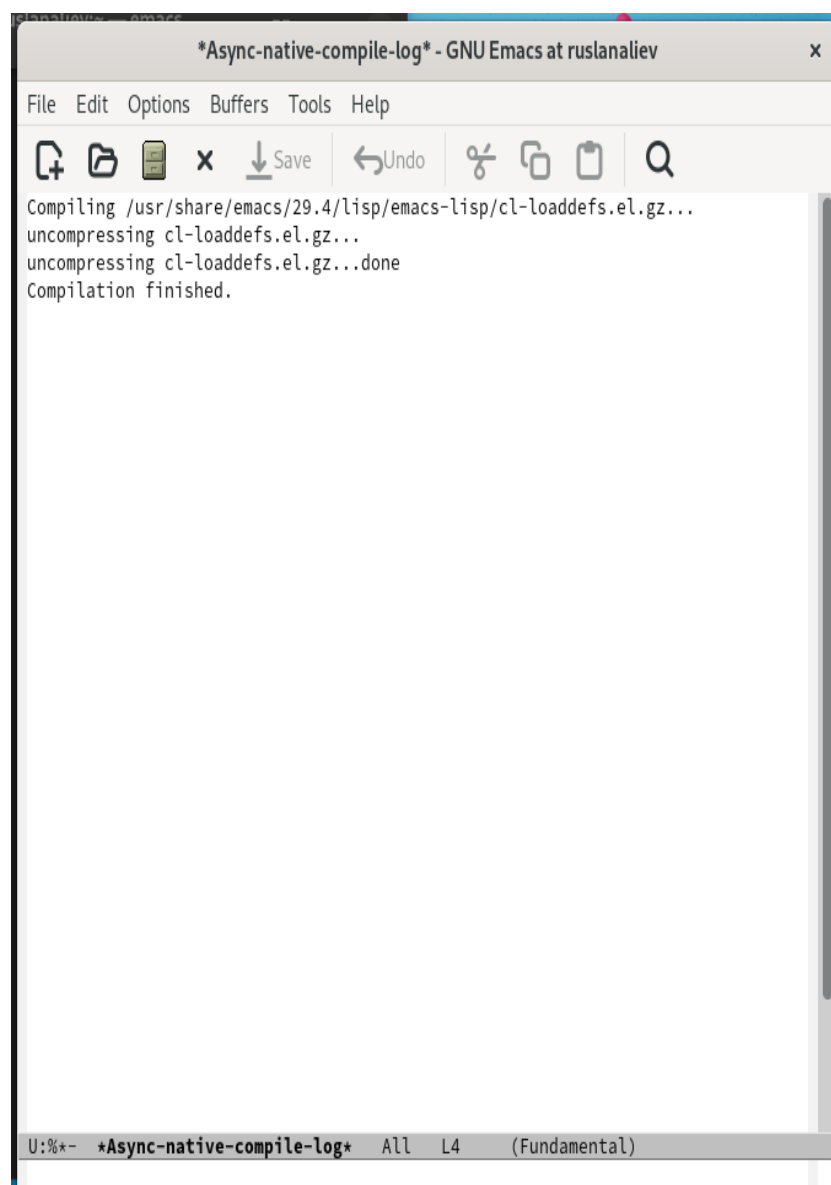 *Async-native-compile-log* - GNU Emacs at ruslanaliev
File Edit Options Buffers Tools Help
Save Undo
Compiling /usr/share/emacs/29.4/lisp/emacs-lisp/cl-loaddefs.el.gz...
uncompressing cl-loaddefs.el.gz...
uncompressing cl-loaddefs.el.gz...done
Compilation finished.
U:%*- *Async-native-compile-log* All L4 (Fundamental)